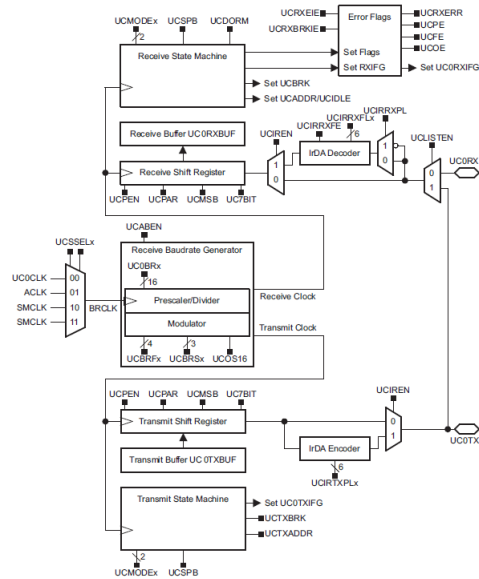 UCMODEx UCSPB UCDORM
2
Receive State Machine
UCRXEIE
UCRXBRKIE
Error Flags
UCRXERR
UCPE
UCFE
UCOE
Set Flags
Set RXIFG
Set UC0RXIFG
Set UCBRK
Set UCADDR/UCIDLE
Receive Buffer UC0RXBUF
Receive Shift Register
UCPEN UCPAR UCMSB UC7BIT
UCIREN
1
0
UCIRRXPL
UCIRRXFLx
UCIRRXFE
6
IrDA Decoder
1
0
UCLISTEN
0
1
UC0RX
UCABEN
UCSSELx
Receive Baudrate Generator
UC0BRx
16
UC0CLK 00
ACLK 01
SMCLK 10
SMCLK 11
BRCLK
Prescaler/Divider
Modulator
Receive Clock
Transmit Clock
4 3
UCBRFx UCBRSx UCOS16
UCPEN UCPAR UCMSB UC7BIT
Transmit Shift Register
UCIREN
0
1
UC0TX
IrDA Encoder
6
UCIRTXPLx
Transmit Buffer UC0TXBUF
Transmit State Machine
Set UC0TXIFG
UCTXBRK
UCTXADDR
2
UCMODEx UCSPB